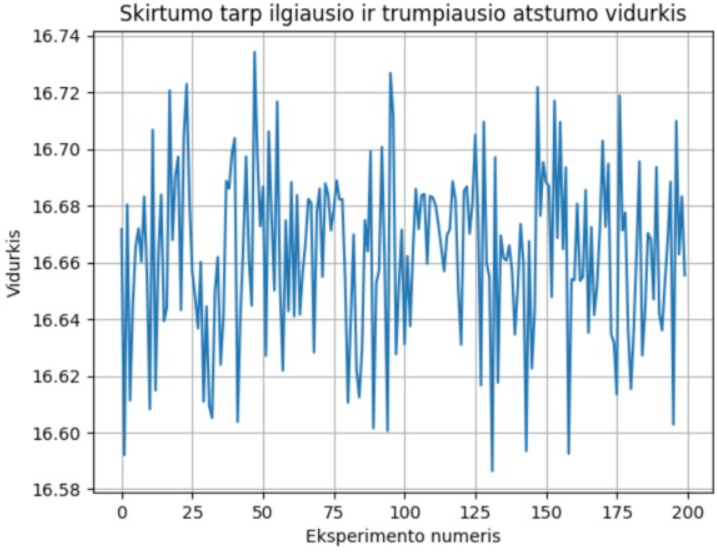 Skirtumo tarp ilgiausio ir trumpiausio atstumo vidurkis
16.74
16.72
16.70
16.68
16.66
16.64
16.62
16.60
16.58
Vidurkis
0 25 50 75 100 125 150 175 200
Eksperimento numeris